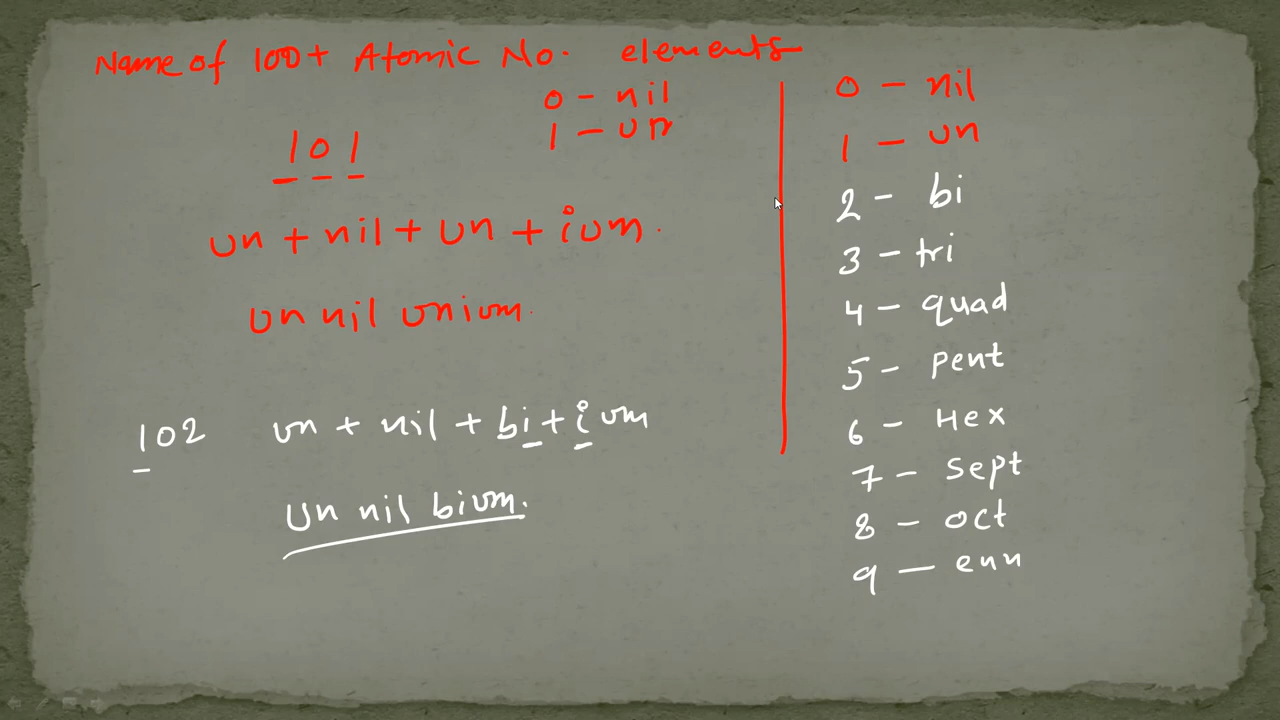 Name of 100+ Atomic No. elements
0 - nil
1 - un
101
un + nil + un + ium.
un nil unium.
102 un + nil + bi + ium
Un nil bium.
0 - nil
1 - un
2 - bi
3 - tri
4 - quad
5 - pent
6 - Hex
7 - sept
8 - oct
9 - enn